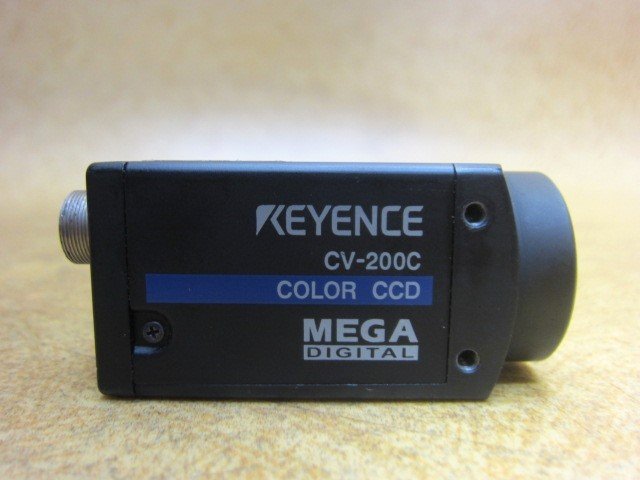 KEYENCE
CV-200C
COLOR CCD
MEGA
DIGITAL